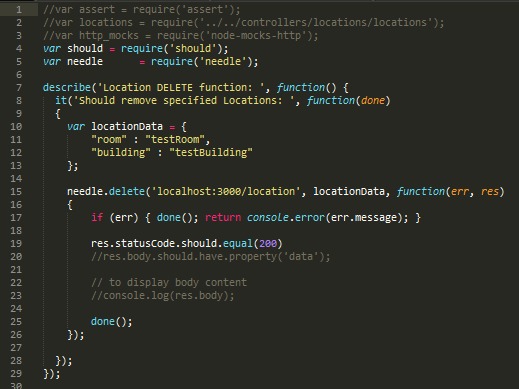 1 //var assert = require('assert');
2 //var locations = require('../../controllers/locations/locations');
3 //var http_mocks = require('node-mocks-http');
4 var should = require('should');
5 var needle     = require('needle');
6
7 describe('Location DELETE function: ', function() {
8   it('Should remove specified Locations: ', function(done)
9   {
10     var locationData = {
11         "room" : "testRoom",
12         "building" : "testBuilding"
13     };
14
15     needle.delete('localhost:3000/location', locationData, function(err, res)
16     {
17         if (err) { done(); return console.error(err.message); }
18
19         res.statusCode.should.equal(200)
20         //res.body.should.have.property('data');
21
22         // to display body content
23         //console.log(res.body);
24
25         done();
26     });
27
28   });
29 });
30